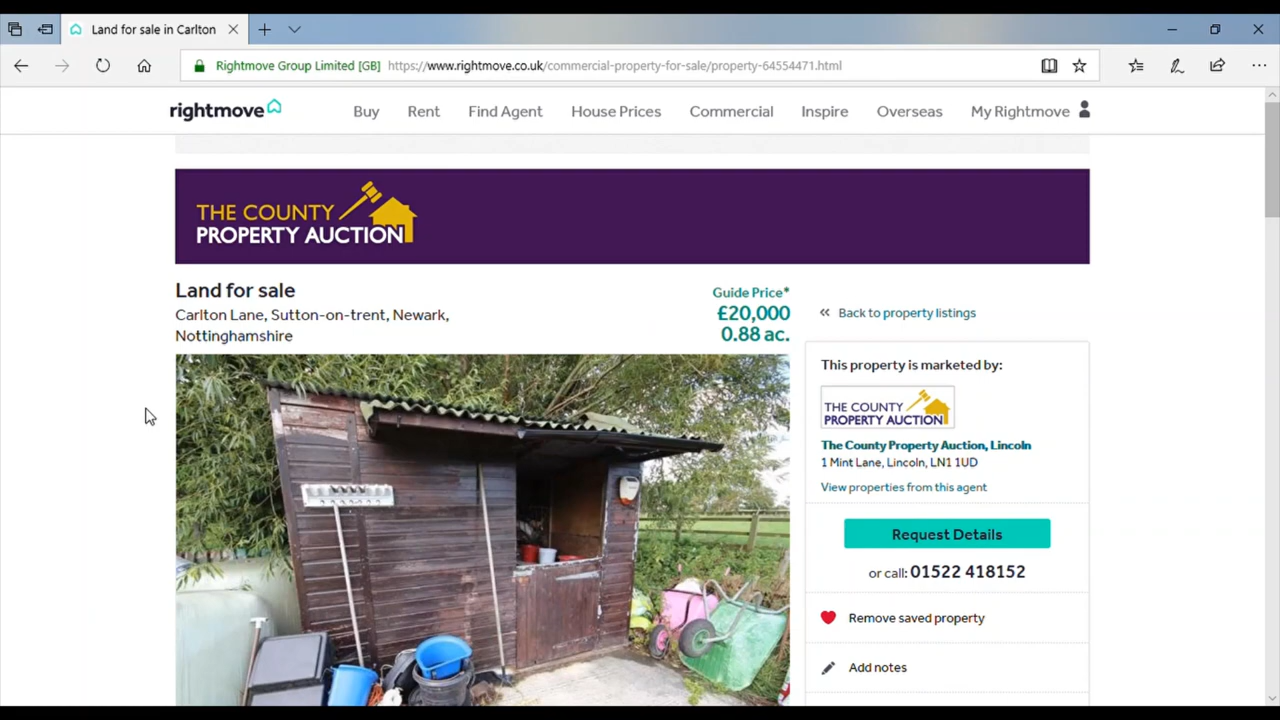 Land for sale in Carlton
Rightmove Group Limited [GB] https://www.rightmove.co.uk/commercial-property-for-sale/property-64554471.html
rightmove
Buy
Rent
Find Agent
House Prices
Commercial
Inspire
Overseas
My Rightmove
THE COUNTY
PROPERTY AUCTION
Land for sale
Carlton Lane, Sutton-on-trent, Newark,
Nottinghamshire
Guide Price*
£20,000
0.88 ac.
Back to property listings
This property is marketed by:
THE COUNTY
PROPERTY AUCTION
The County Property Auction, Lincoln
1 Mint Lane, Lincoln, LN1 1UD
View properties from this agent
Request Details
or call: 01522 418152
Remove saved property
Add notes